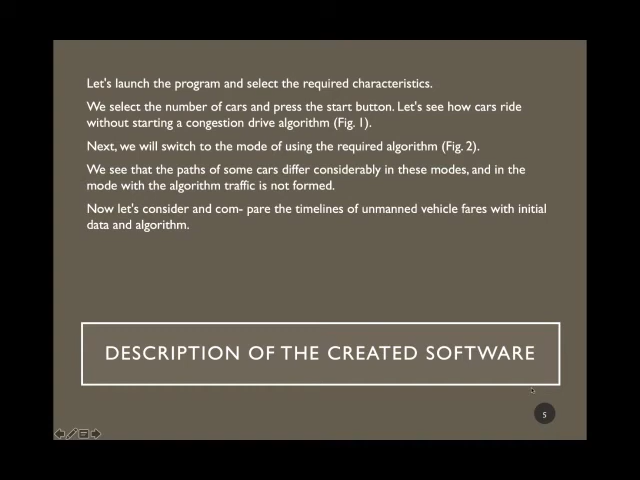 Let's launch the program and select the required characteristics.
We select the number of cars and press the start button. Let's see how cars ride
without starting a congestion drive algorithm (Fig. 1).
Next, we will switch to the mode of using the required algorithm (Fig. 2).
We see that the paths of some cars differ considerably in these modes, and in the
mode with the algorithm traffic is not formed.
Now let's consider and com- pare the timelines of unmanned vehicle fares with initial
data and algorithm.
DESCRIPTION OF THE CREATED SOFTWARE
5